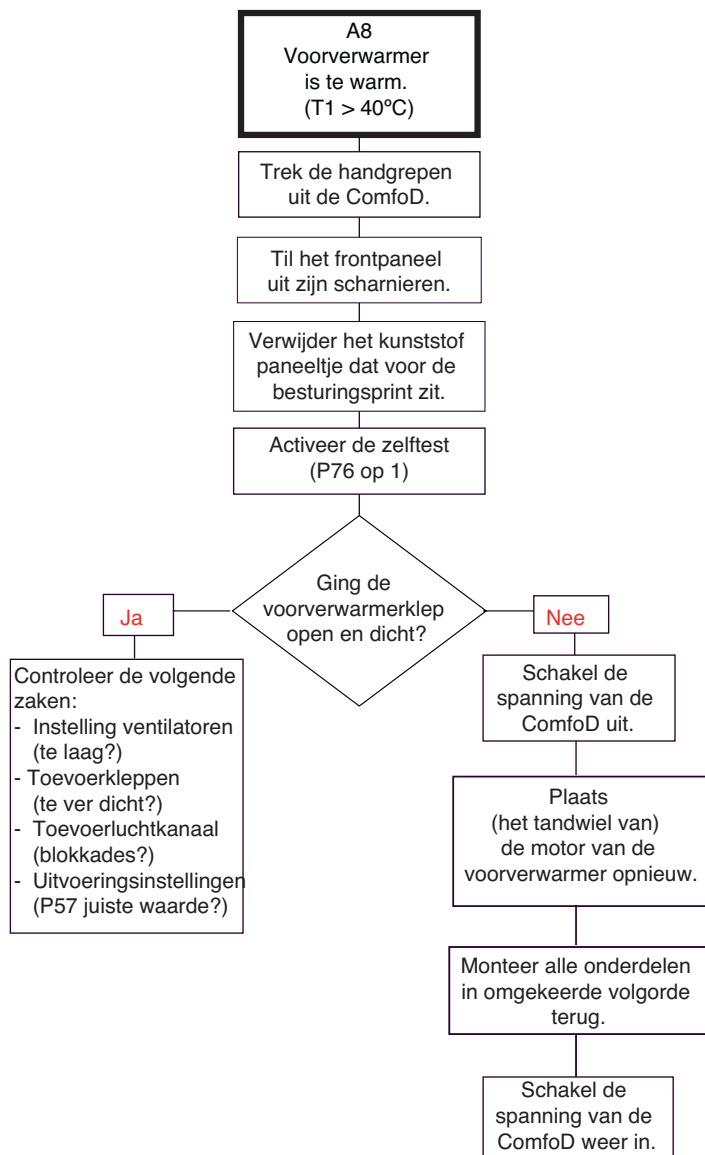 A8
Voorverwarmer
is te warm.
(T1 > 40ºC)
Trek de handgrepen
uit de ComfoD.
Til het frontpaneel
uit zijn scharnieren.
Verwijder het kunststof
paneeltje dat voor de
besturingsprint zit.
Activeer de zelftest
(P76 op 1)
Ging de
voorverwarmerklep
open en dicht?
Ja
Controleer de volgende
zaken:
- Instelling ventilatoren
(te laag?)
- Toevoerkleppen
(te ver dicht?)
- Toevoerluchtkanaal
(blokkades?)
- Uitvoeringsinstellingen
(P57 juiste waarde?)
Nee
Schakel de
spanning van de
ComfoD uit.
Plaats
(het tandwiel van)
de motor van de
voorverwarmer opnieuw.
Monteer alle onderdelen
in omgekeerde volgorde
terug.
Schakel de
spanning van de
ComfoD weer in.